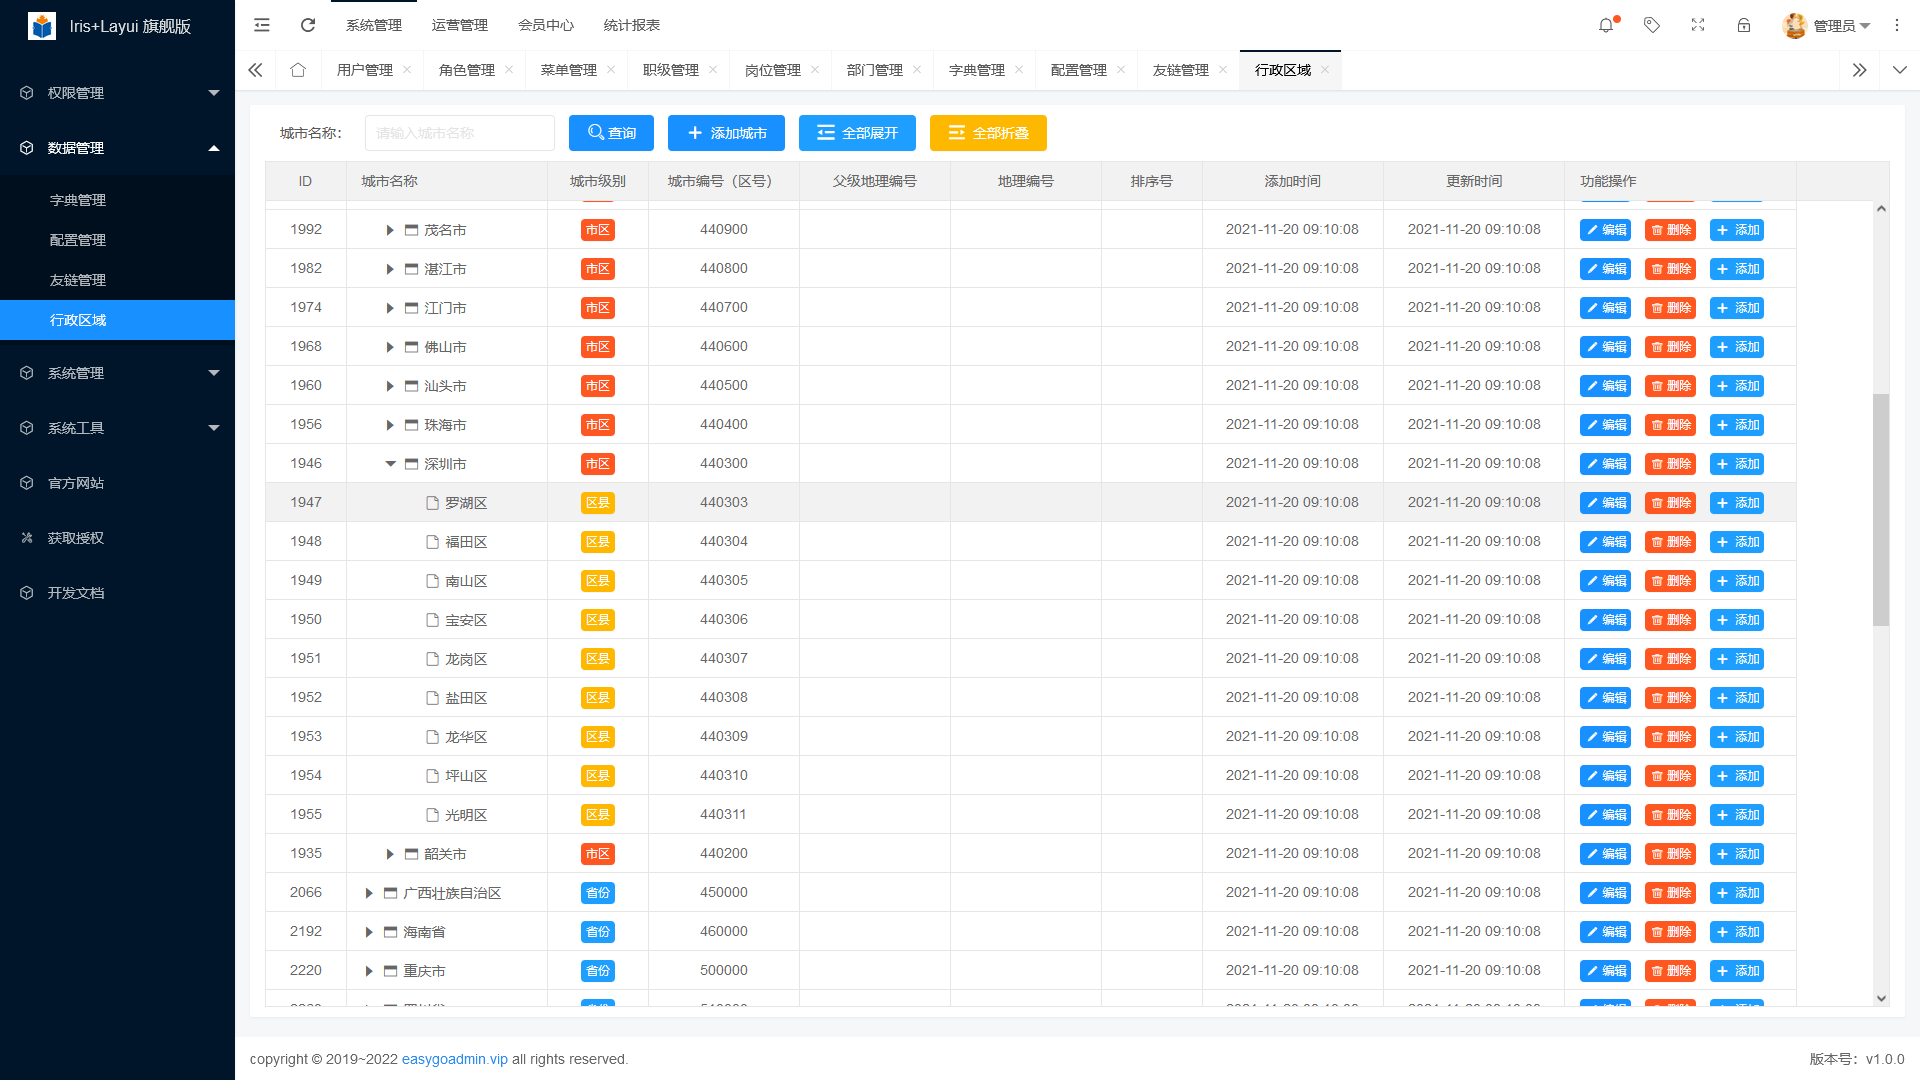 Iris+Layui 旗舰版
系统管理 运营管理 会员中心 统计报表 管理员
用户管理 角色管理 菜单管理 职级管理 岗位管理 部门管理 字典管理 配置管理 友链管理 行政区域
权限管理
数据管理
字典管理
配置管理
友链管理
行政区域
系统管理
系统工具
官方网站
获取授权
开发文档
城市名称: 请输入城市名称 查询 添加城市 全部展开 全部折叠
ID 城市名称 城市级别 城市编号（区号） 父级地理编号 地理编号 排序号 添加时间 更新时间 功能操作
1992 茂名市 市区 440900 2021-11-20 09:10:08 2021-11-20 09:10:08 编辑 删除 添加
1982 湛江市 市区 440800 2021-11-20 09:10:08 2021-11-20 09:10:08 编辑 删除 添加
1974 江门市 市区 440700 2021-11-20 09:10:08 2021-11-20 09:10:08 编辑 删除 添加
1968 佛山市 市区 440600 2021-11-20 09:10:08 2021-11-20 09:10:08 编辑 删除 添加
1960 汕头市 市区 440500 2021-11-20 09:10:08 2021-11-20 09:10:08 编辑 删除 添加
1956 珠海市 市区 440400 2021-11-20 09:10:08 2021-11-20 09:10:08 编辑 删除 添加
1946 深圳市 市区 440300 2021-11-20 09:10:08 2021-11-20 09:10:08 编辑 删除 添加
1947 罗湖区 区县 440303 2021-11-20 09:10:08 2021-11-20 09:10:08 编辑 删除 添加
1948 福田区 区县 440304 2021-11-20 09:10:08 2021-11-20 09:10:08 编辑 删除 添加
1949 南山区 区县 440305 2021-11-20 09:10:08 2021-11-20 09:10:08 编辑 删除 添加
1950 宝安区 区县 440306 2021-11-20 09:10:08 2021-11-20 09:10:08 编辑 删除 添加
1951 龙岗区 区县 440307 2021-11-20 09:10:08 2021-11-20 09:10:08 编辑 删除 添加
1952 盐田区 区县 440308 2021-11-20 09:10:08 2021-11-20 09:10:08 编辑 删除 添加
1953 龙华区 区县 440309 2021-11-20 09:10:08 2021-11-20 09:10:08 编辑 删除 添加
1954 坪山区 区县 440310 2021-11-20 09:10:08 2021-11-20 09:10:08 编辑 删除 添加
1955 光明区 区县 440311 2021-11-20 09:10:08 2021-11-20 09:10:08 编辑 删除 添加
1935 韶关市 市区 440200 2021-11-20 09:10:08 2021-11-20 09:10:08 编辑 删除 添加
2066 广西壮族自治区 省份 450000 2021-11-20 09:10:08 2021-11-20 09:10:08 编辑 删除 添加
2192 海南省 省份 460000 2021-11-20 09:10:08 2021-11-20 09:10:08 编辑 删除 添加
2220 重庆市 省份 500000 2021-11-20 09:10:08 2021-11-20 09:10:08 编辑 删除 添加
copyright © 2019~2022 easygoadmin.vip all rights reserved. 版本号：v1.0.0